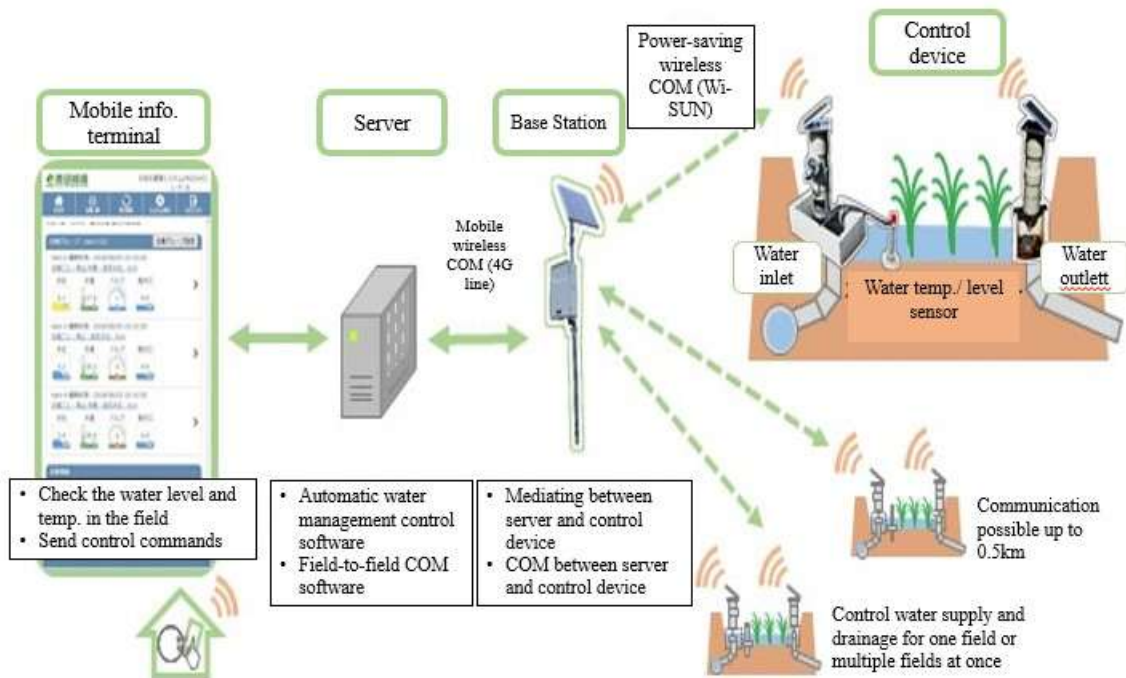 Mobile info.
terminal
Server
Base Station
Power-saving
wireless
COM (Wi-
SUN)
Control
device
Mobile
wireless
COM (4G
line)
Water
inlet
Water temp./ level
sensor
Water
outlett
• Check the water level and
temp. in the field
• Send control commands
• Automatic water
management control
software
• Field-to-field COM
software
• Mediating between
server and control
device
• COM between server
and control device
Communication
possible up to
0.5km
Control water supply and
drainage for one field or
multiple fields at once